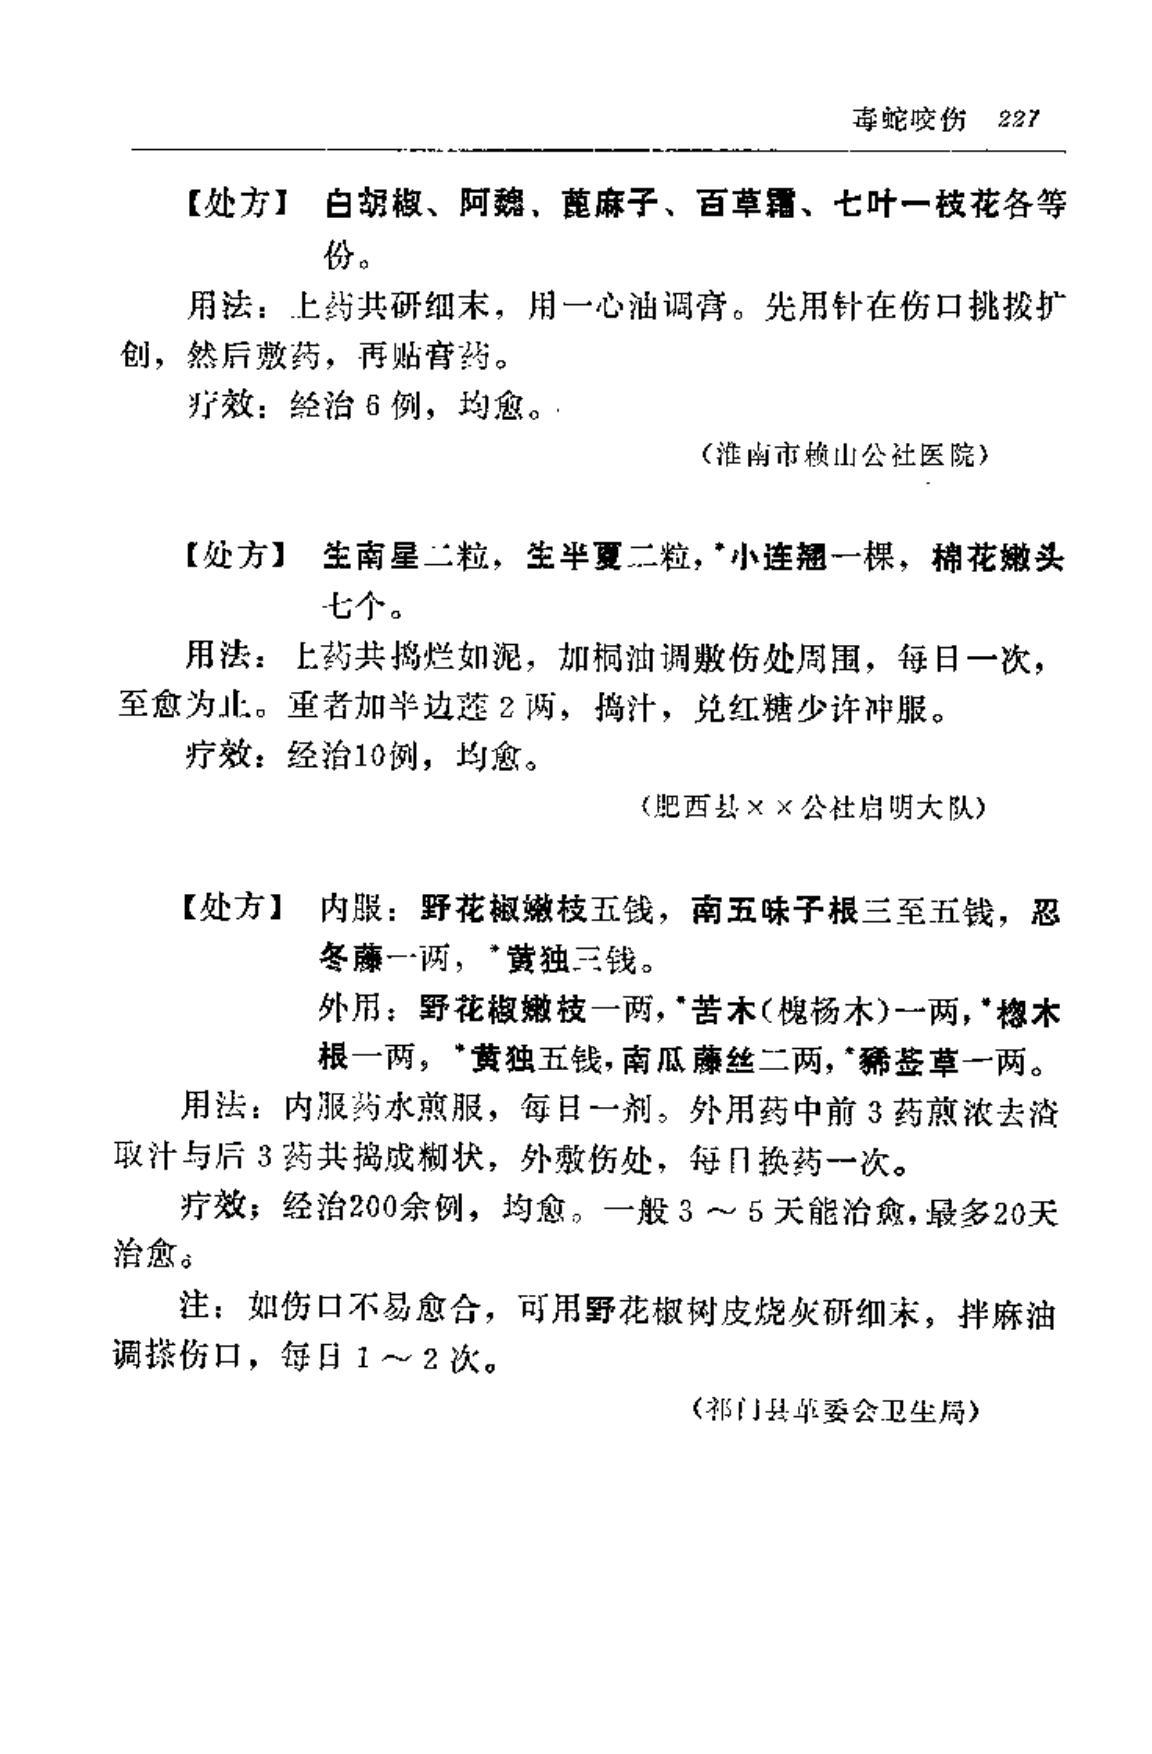 毒蛇咬伤 227
【处方】 白胡椒、阿魏、蓖麻子、百草霜、七叶一枝花各等
份。
用法：上药共研细末，用一心油调膏。先用针在伤口挑拨扩
创，然后敷药，再贴膏药。
疗效：经治6例，均愈。
（淮南市赖山公社医院）
【处方】 生南星二粒，生半夏二粒，*小连翘一棵，棉花嫩头
七个。
用法：上药共捣烂如泥，加桐油调敷伤处周围，每日一次，
至愈为止。重者加半边莲2两，捣汁，兑红糖少许冲服。
疗效：经治10例，均愈。
（肥西县××公社启明大队）
【处方】 内服：野花椒嫩枝五钱，南五味子根三至五钱，忍
冬藤一两，*黄独三钱。
外用：野花椒嫩枝一两，*苦木（槐杨木）一两，*楤木
根一两，*黄独五钱，南瓜藤丝二两，*豨莶草一两。
用法：内服药水煎服，每日一剂。外用药中前3药煎浓去渣
取汁与后3药共捣成糊状，外敷伤处，每日换药一次。
疗效；经治200余例，均愈。一般3～5天能治愈，最多20天
治愈。
注：如伤口不易愈合，可用野花椒树皮烧灰研细末，拌麻油
调搽伤口，每日1～2次。
（祁门县革委会卫生局）